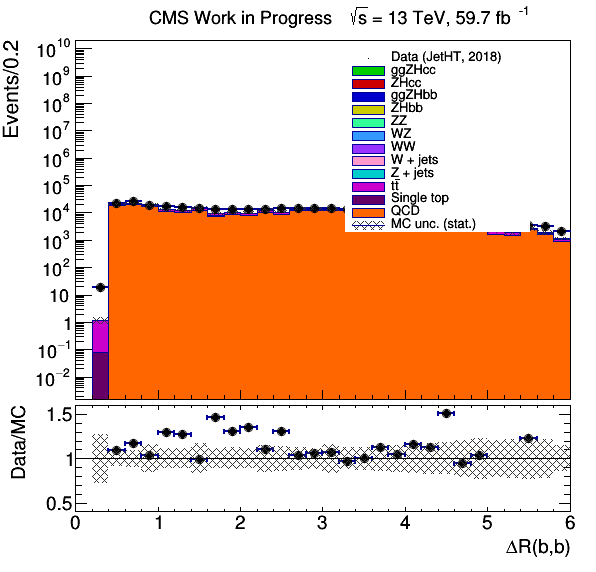 CMS Work in Progress √s = 13 TeV, 59.7 fb⁻¹
Events/0.2
10¹⁰
10⁹
10⁸
10⁷
10⁶
10⁵
10⁴
10³
10²
10
1
10⁻¹
10⁻²
Data (JetHT, 2018)
ggZHcc
ZHcc
ggZHbb
ZHbb
ZZ
WZ
WW
W + jets
Z + jets
tt̄
Single top
QCD
MC unc. (stat.)
Data/MC
1.5
1
0.5
0 1 2 3 4 5 6
ΔR(b,b)